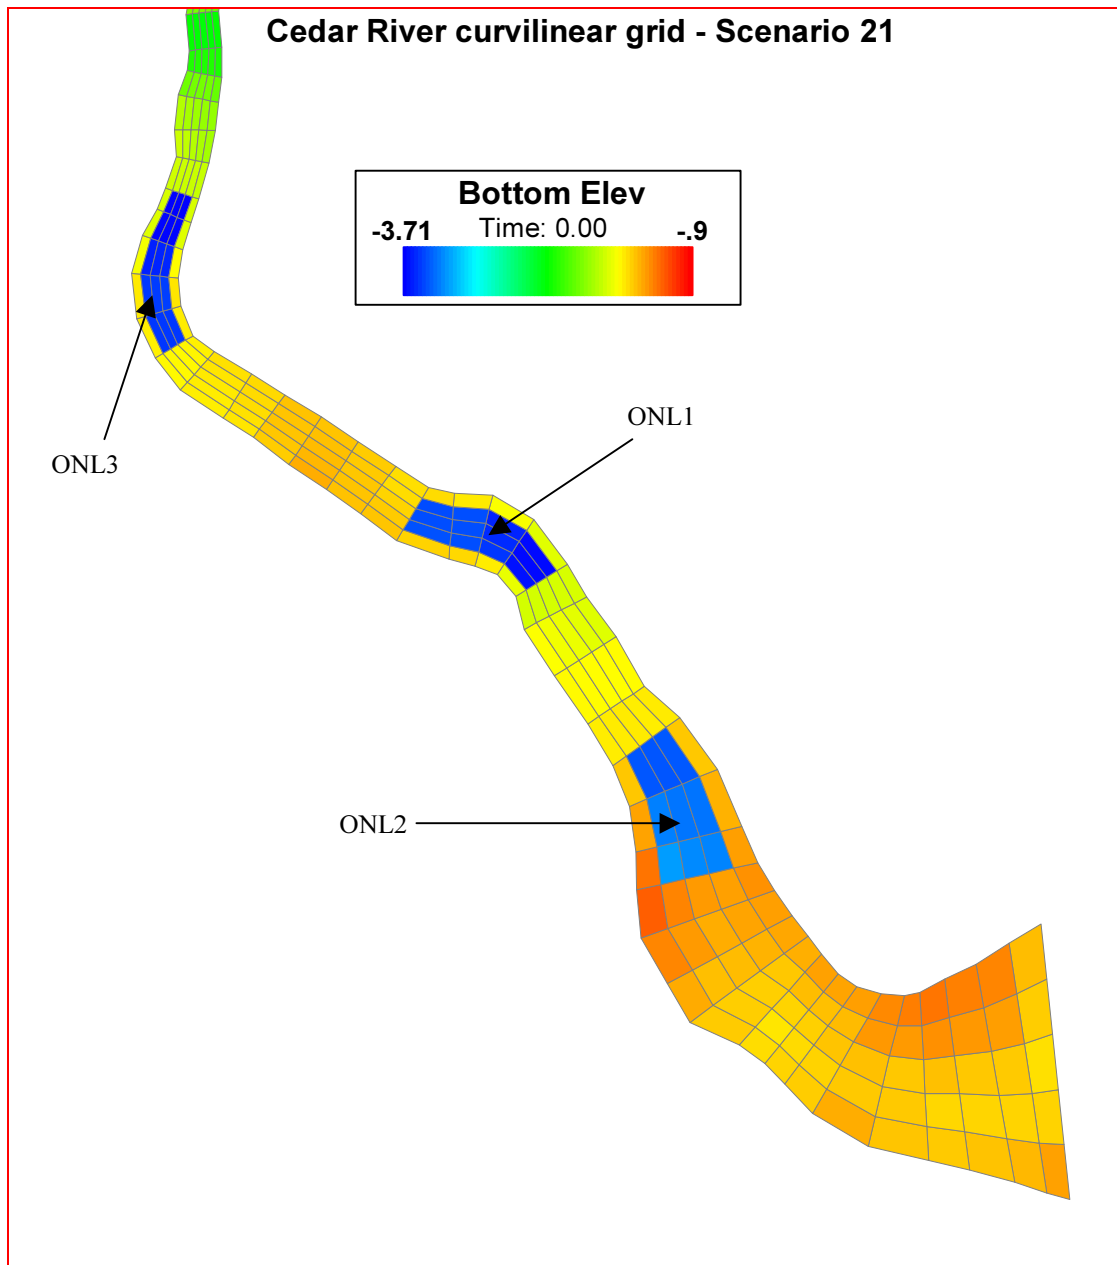 Cedar River curvilinear grid - Scenario 21
Bottom Elev
Time: 0.00
-3.71
-.9
ONL1
ONL3
ONL2